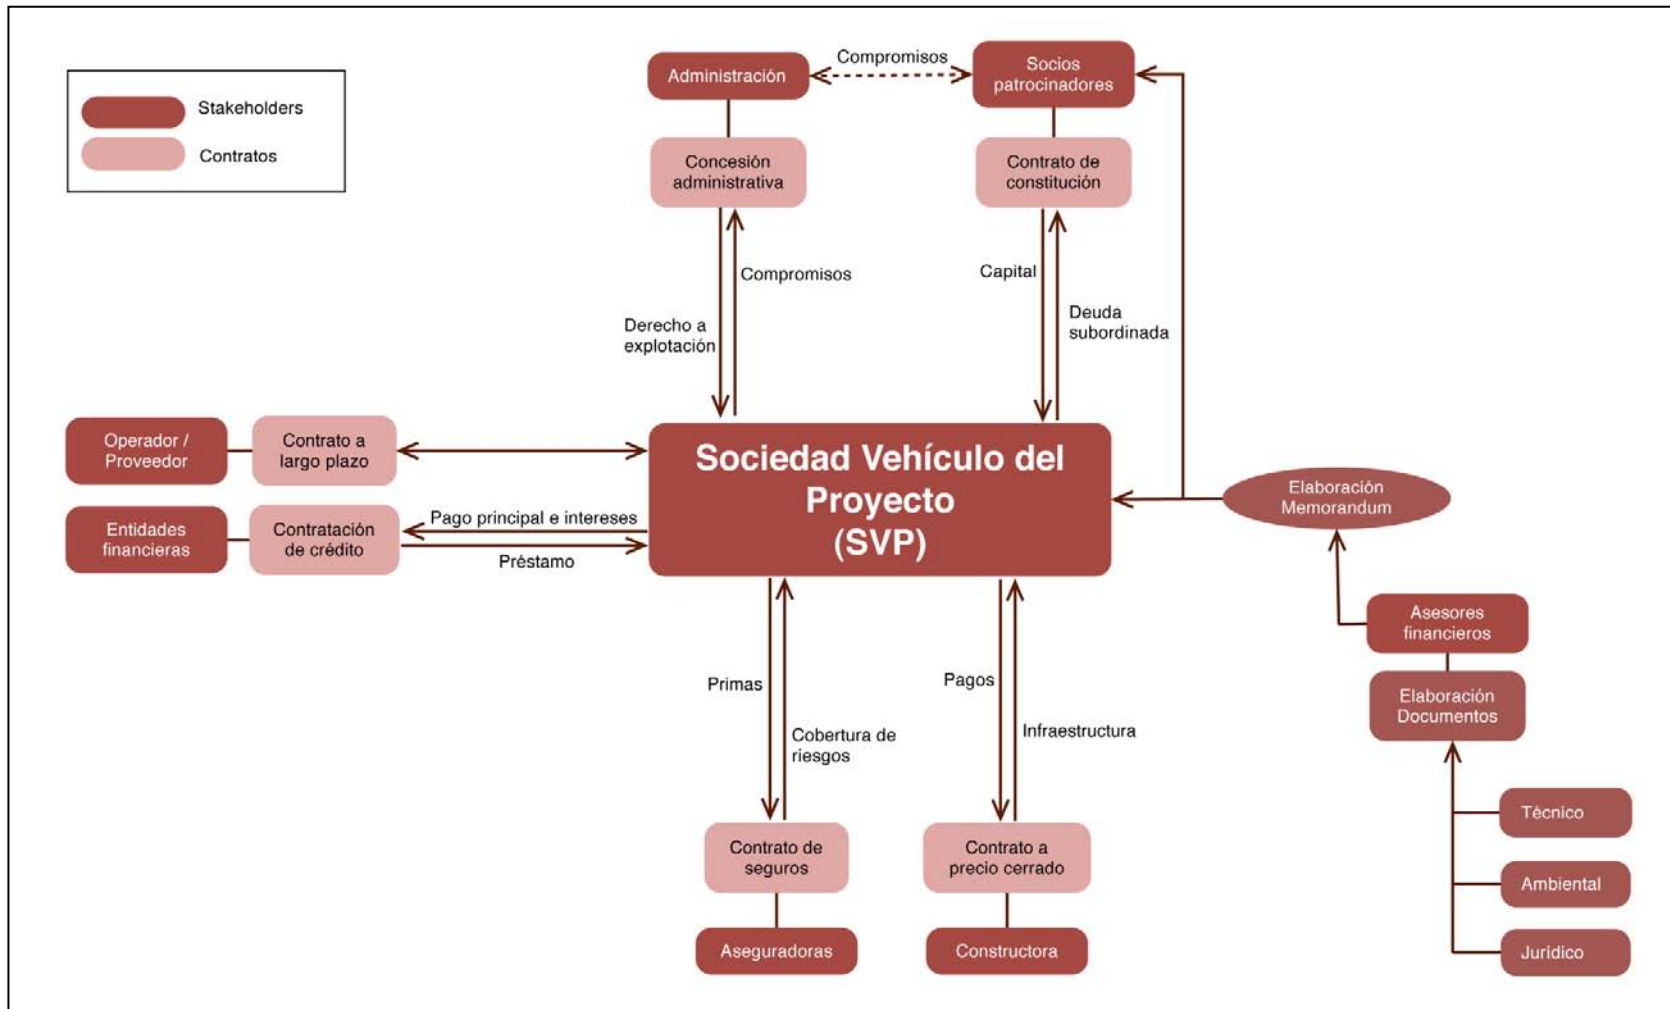 Stakeholders
Contratos
Administración
Compromisos
Socios
patrocinadores
Concesión
administrativa
Contrato de
constitución
Compromisos
Capital
Derecho a
explotación
Deuda
subordinada
Operador /
Proveedor
Contrato a
largo plazo
Sociedad Vehículo del
Proyecto
(SVP)
Entidades
financieras
Contratación
de crédito
Pago principal e intereses
Préstamo
Elaboración
Memorandum
Asesores
financieros
Elaboración
Documentos
Técnico
Ambiental
Jurídico
Primas
Cobertura de
riesgos
Pagos
Infraestructura
Contrato de
seguros
Contrato a
precio cerrado
Aseguradoras
Constructora